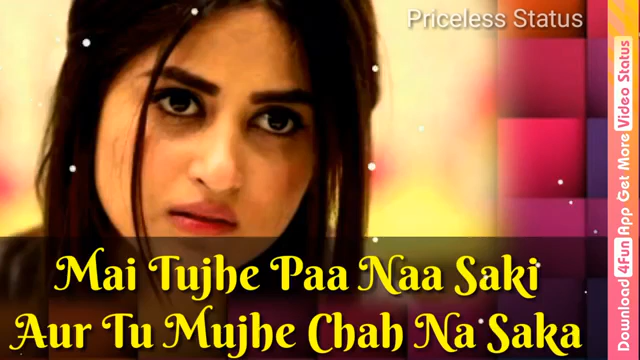 Priceless Status
Mai Tujhe Paa Naa Saki
Aur Tu Mujhe Chah Na Saka
Download 4Fun App Get More Video Status